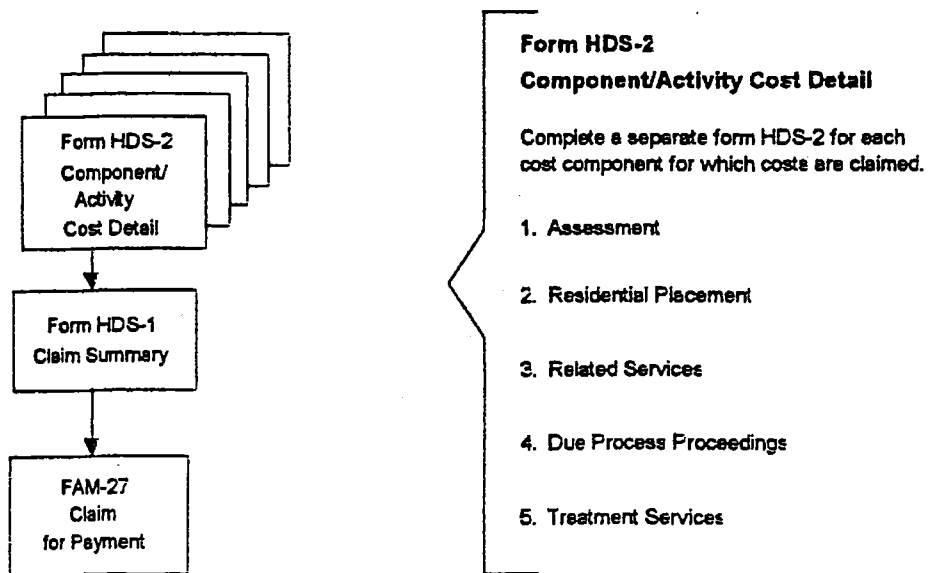 Form HDS-2
Component/
Activity
Cost Detail
Form HDS-1
Claim Summary
FAM-27
Claim
for Payment
Form HDS-2
Component/Activity Cost Detail
Complete a separate form HDS-2 for each
cost component for which costs are claimed.
1. Assessment
2. Residential Placement
3. Related Services
4. Due Process Proceedings
5. Treatment Services